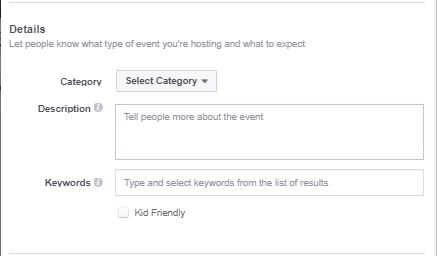 Details
Let people know what type of event you're hosting and what to expect
Category Select Category
Description
Tell people more about the event
Keywords Type and select keywords from the list of results
Kid Friendly